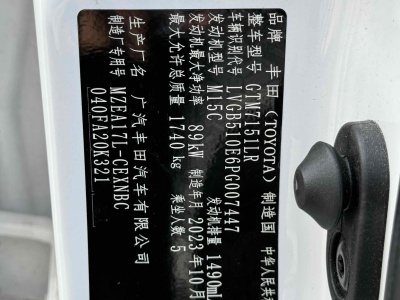 品牌 丰田(TOYOTA) 制造国 中华人民共和
整车型号 GTM7151LR
车辆识别代号 LVGB510E6PG007447
发动机型号 M15C 发动机排量 1490mL
发动机最大净功率 89kW 制造年月 2023年10月
最大允许总质量 1740kg 乘坐人数 5
生产厂名 广汽丰田汽车有限公司
制造厂专用号 MZEA17L-CEXNBC
040FA20K321